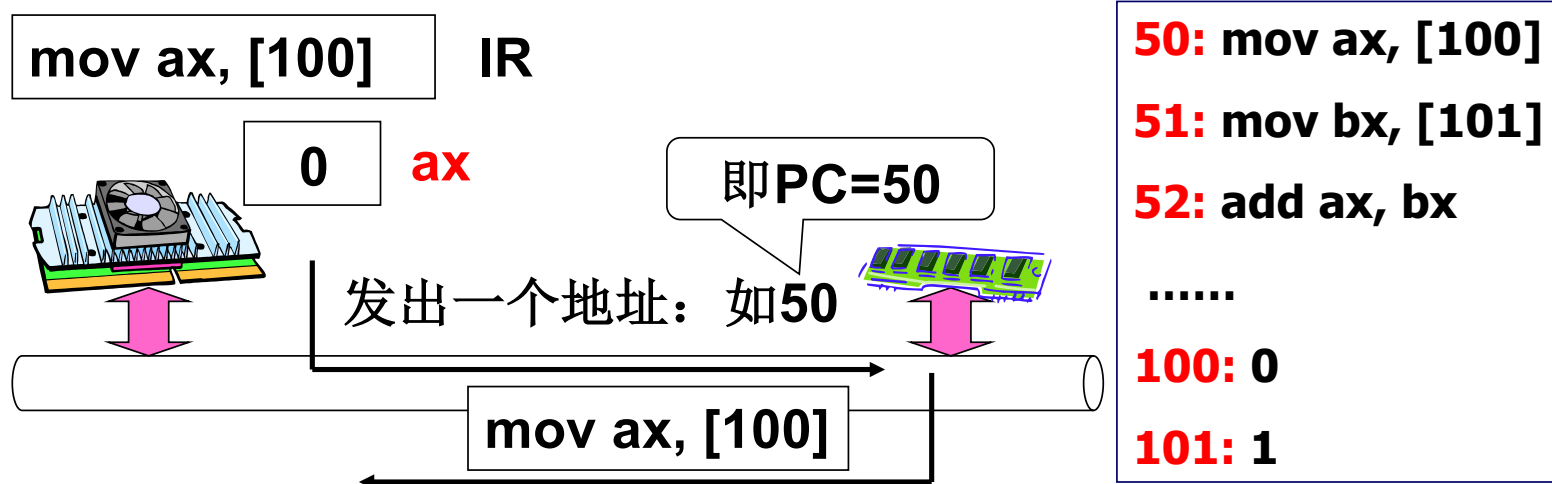 mov ax, [100] IR
0 ax
即PC=50
发出一个地址：如50
mov ax, [100]
50: mov ax, [100]
51: mov bx, [101]
52: add ax, bx
......
100: 0
101: 1